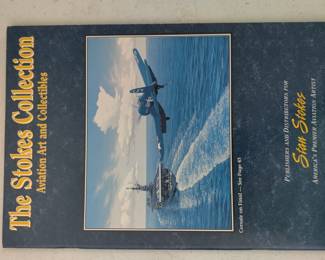 The Stokes Collection
Aviation Art and Collectibles
Corsair on Final — See Page 43
PUBLISHERS AND DISTRIBUTORS FOR
Stan Stokes
AMERICA'S PREMIER AVIATION ARTIST